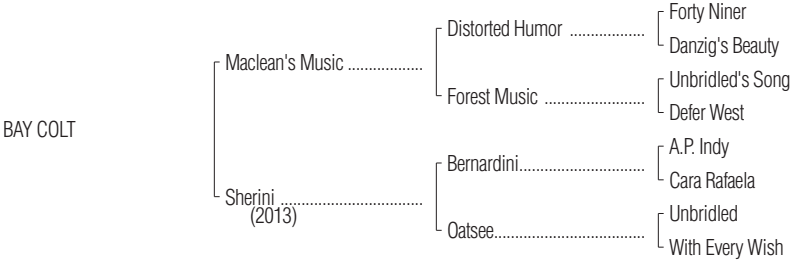 Forty Niner
Distorted Humor ..................
Danzig's Beauty
Maclean's Music ..................
Unbridled's Song
Forest Music ........................
Defer West
BAY COLT
A.P. Indy
Bernardini..............................
Cara Rafaela
Sherini ..................................
(2013)
Unbridled
Oatsee....................................
With Every Wish